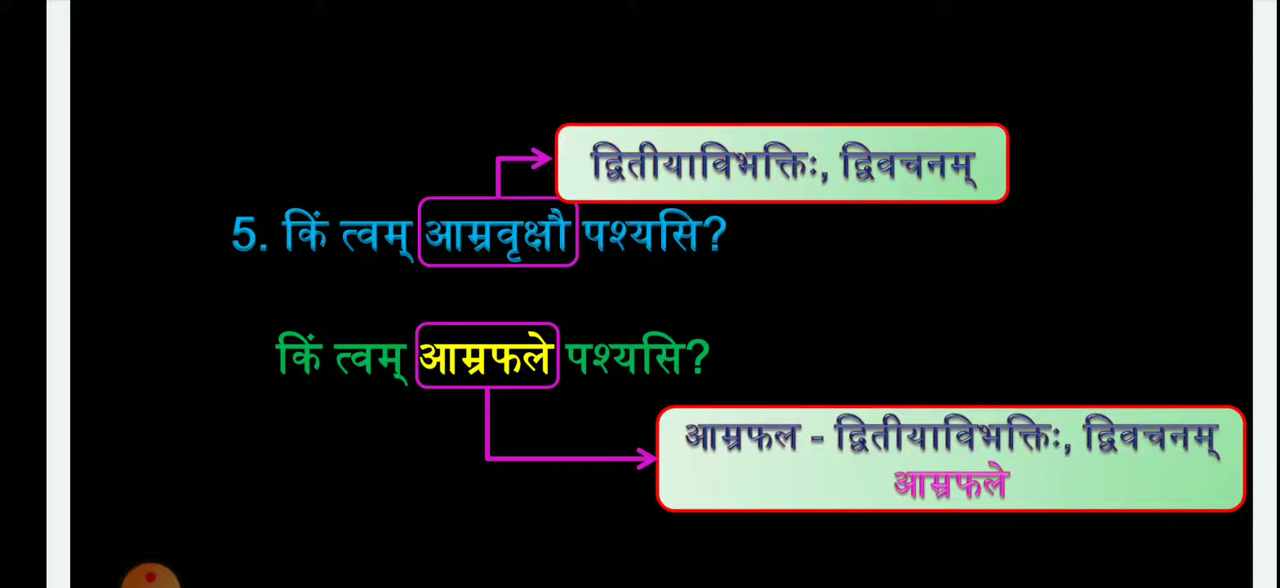 द्वितीयाविभक्तिः, द्विवचनम्
5. किं त्वम् आम्रवृक्षौ पश्यसि?
किं त्वम् आम्रफले पश्यसि?
आम्रफल - द्वितीयाविभक्तिः, द्विवचनम्
आम्रफले